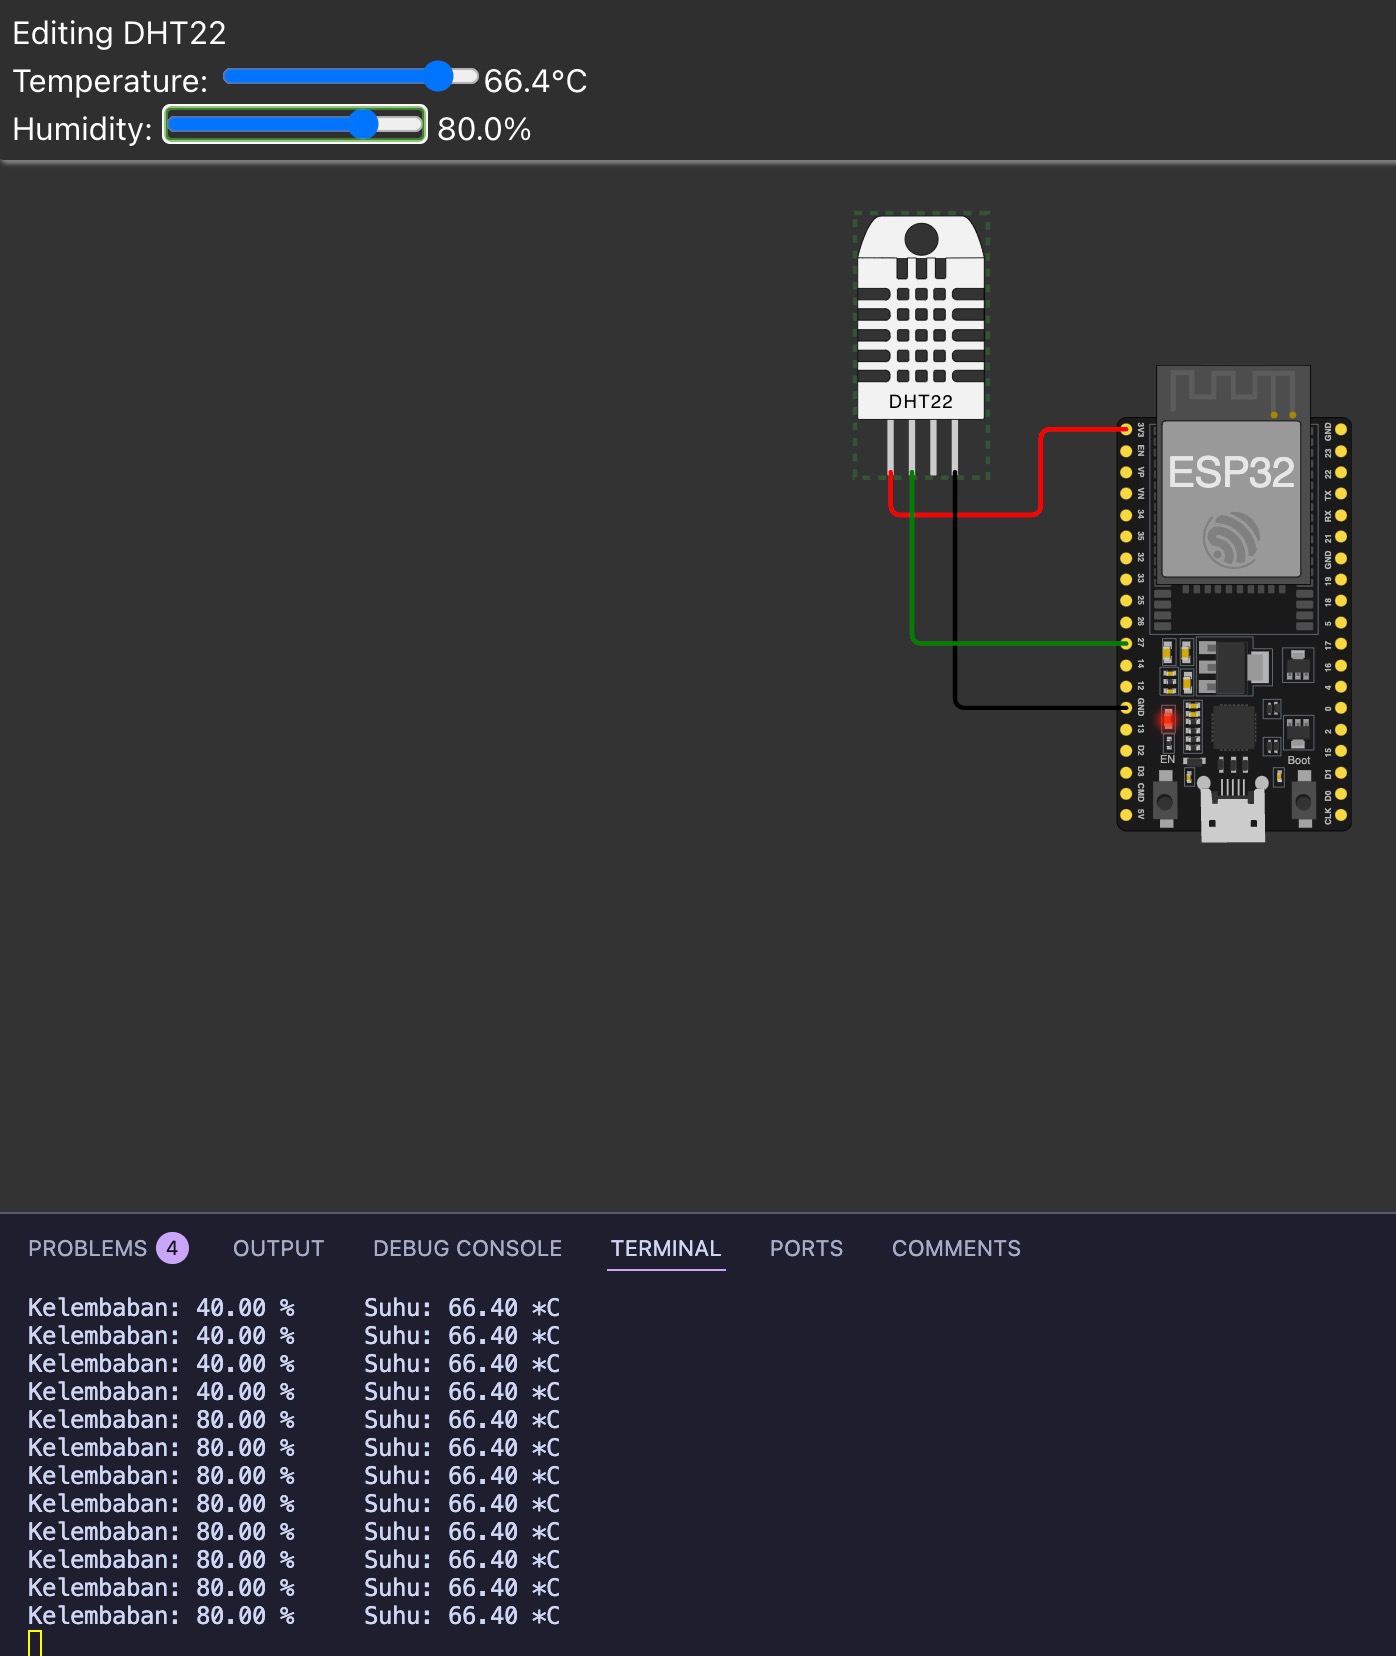 Editing DHT22
Temperature: 66.4°C
Humidity: 80.0%
DHT22
ESP32
3V3
EN
VP
VN
34
35
32
33
25
26
27
14
12
GND
13
D2
D3
CMD
5V
GND
23
22
TX
RX
21
GND
19
18
5
17
16
4
0
2
15
D1
D0
CLK
EN
Boot
PROBLEMS 4 OUTPUT DEBUG CONSOLE TERMINAL PORTS COMMENTS
Kelembaban: 40.00 % Suhu: 66.40 *C
Kelembaban: 40.00 % Suhu: 66.40 *C
Kelembaban: 40.00 % Suhu: 66.40 *C
Kelembaban: 40.00 % Suhu: 66.40 *C
Kelembaban: 80.00 % Suhu: 66.40 *C
Kelembaban: 80.00 % Suhu: 66.40 *C
Kelembaban: 80.00 % Suhu: 66.40 *C
Kelembaban: 80.00 % Suhu: 66.40 *C
Kelembaban: 80.00 % Suhu: 66.40 *C
Kelembaban: 80.00 % Suhu: 66.40 *C
Kelembaban: 80.00 % Suhu: 66.40 *C
Kelembaban: 80.00 % Suhu: 66.40 *C